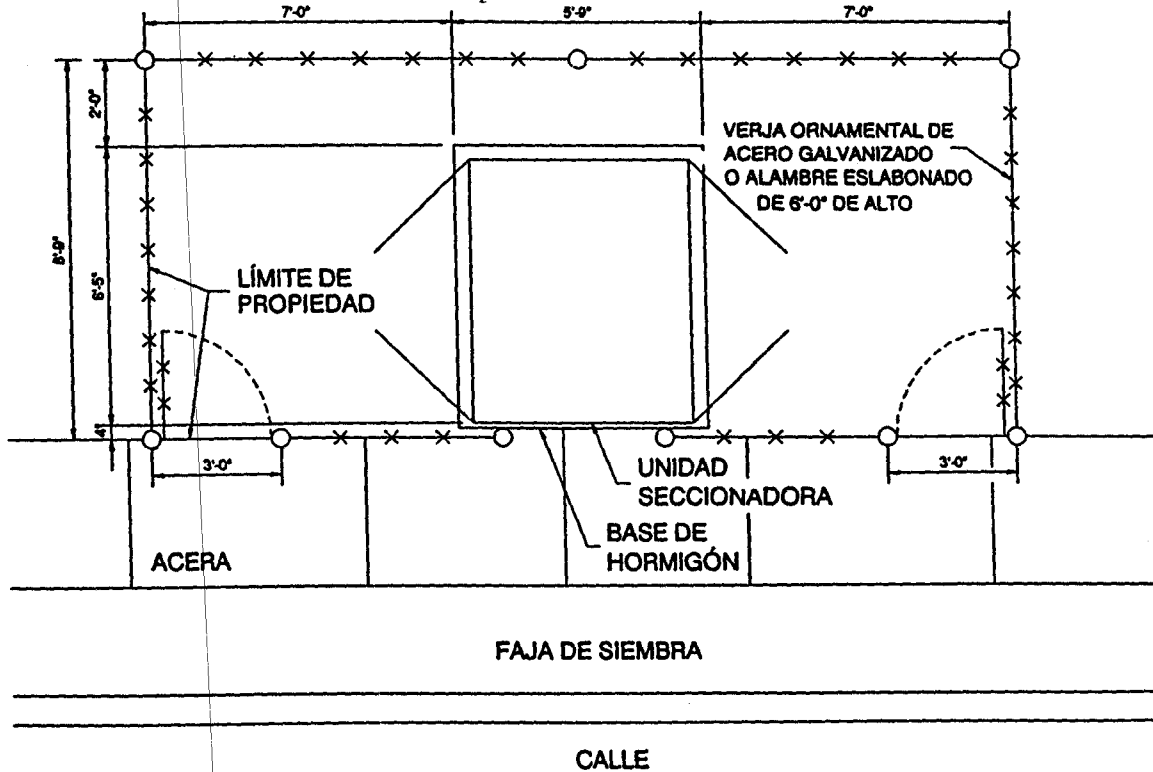 7'-0" 5'-9" 7'-0"
2'-0"
8'-9"
6'-5"
4"
VERJA ORNAMENTAL DE
ACERO GALVANIZADO
O ALAMBRE ESLABONADO
DE 6'-0" DE ALTO
LÍMITE DE
PROPIEDAD
3'-0"
3'-0"
UNIDAD
SECCIONADORA
BASE DE
HORMIGÓN
ACERA
FAJA DE SIEMBRA
CALLE